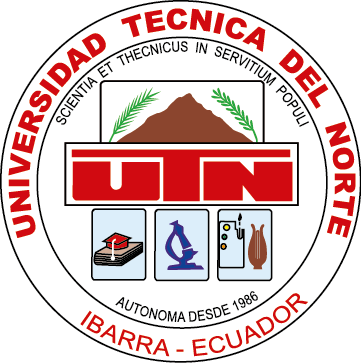 UNIVERSIDAD TECNICA DEL NORTE
SCIENTIA ET THECNICUS IN SERVITIUM POPULI
UTN
AUTONOMA DESDE 1986
IBARRA - ECUADOR